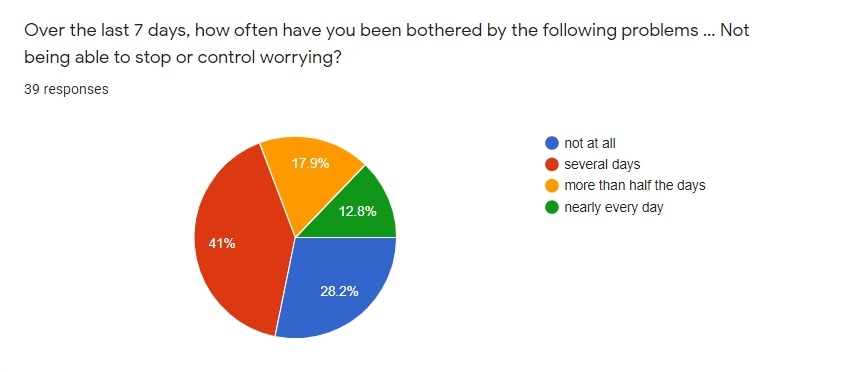 Over the last 7 days, how often have you been bothered by the following problems ... Not
being able to stop or control worrying?
39 responses
not at all
several days
more than half the days
nearly every day
17.9%
12.8%
41%
28.2%